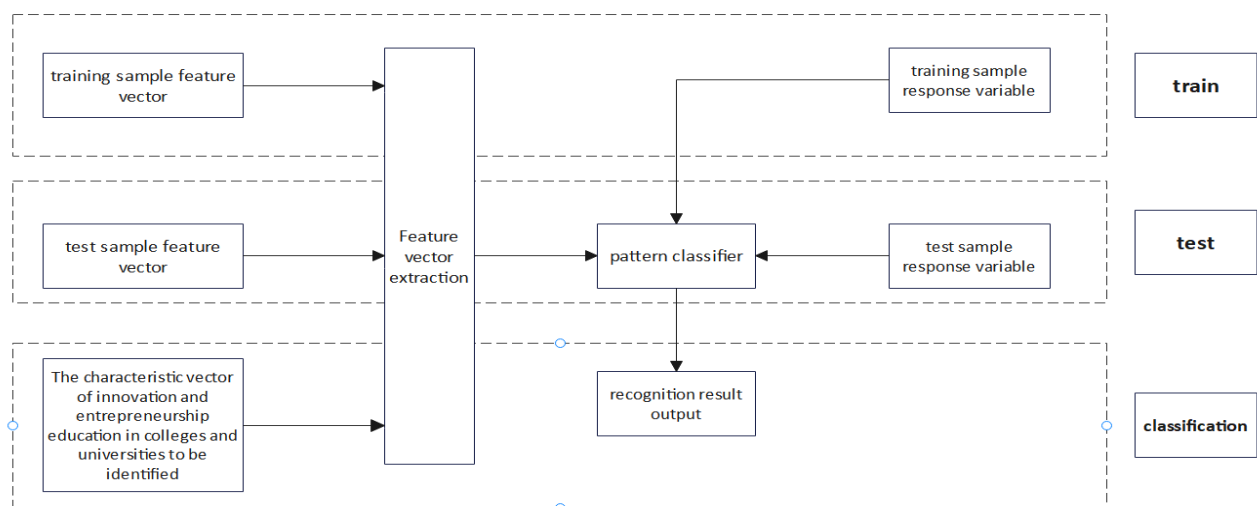 training sample feature
vector
training sample
response variable
train
test sample feature
vector
Feature
vector
extraction
pattern classifier
test sample
response variable
test
The characteristic vector
of innovation and
entrepreneurship
education in colleges and
universities to be
identified
recognition result
output
classification